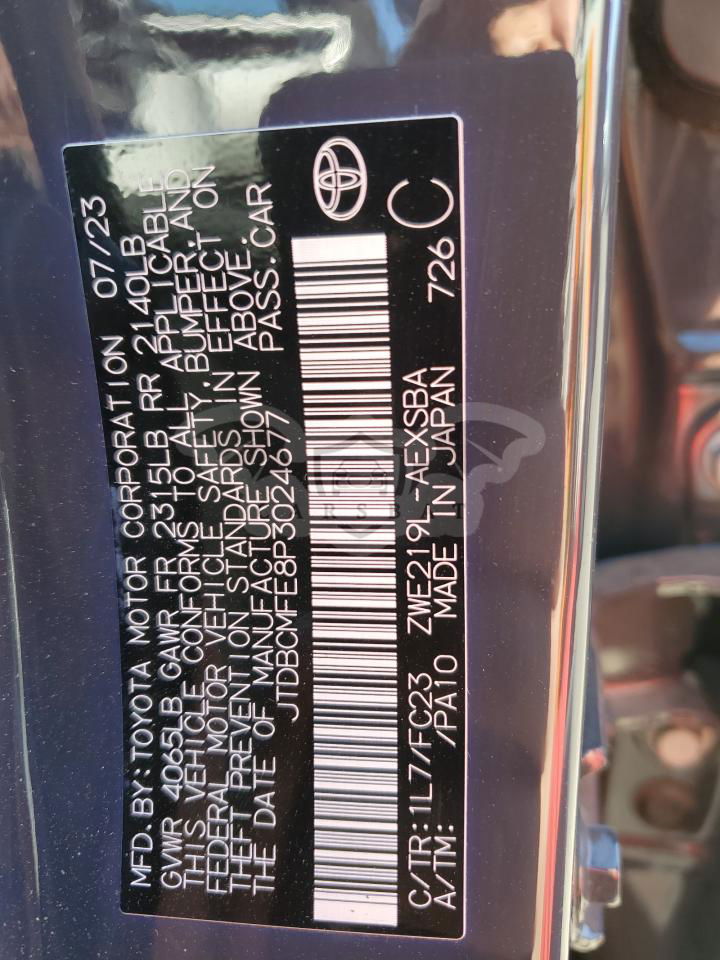 MFD. BY: TOYOTA MOTOR CORPORATION 07/23
GVWR 4065LB GAWR FR 2315LB RR 2140LB
THIS VEHICLE CONFORMS TO ALL APPLICABLE
FEDERAL MOTOR VEHICLE SAFETY, BUMPER, AND
THEFT PREVENTION STANDARDS IN EFFECT ON
THE DATE OF MANUFACTURE SHOWN ABOVE.
JTDBCMFE8P3024677 PASS. CAR
C/TR: 1L7/FC23 ZWE219L-AEXSBA
A/TM: /PA10 MADE IN JAPAN 726 C
CARSBAT